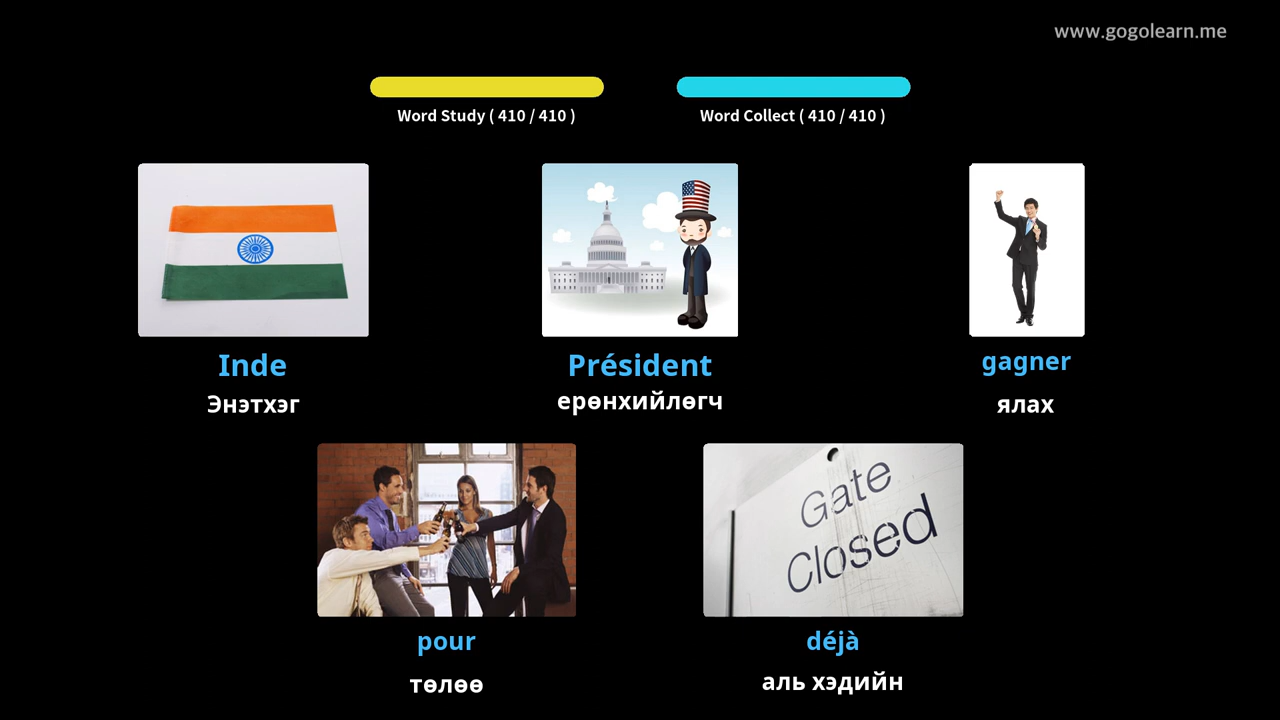 www.gogolearn.me
Word Study ( 410 / 410 )
Word Collect ( 410 / 410 )
Inde
Энэтхэг
Président
ерөнхийлөгч
gagner
ялах
Gate
Closed
pour
төлөө
déjà
аль хэдийн